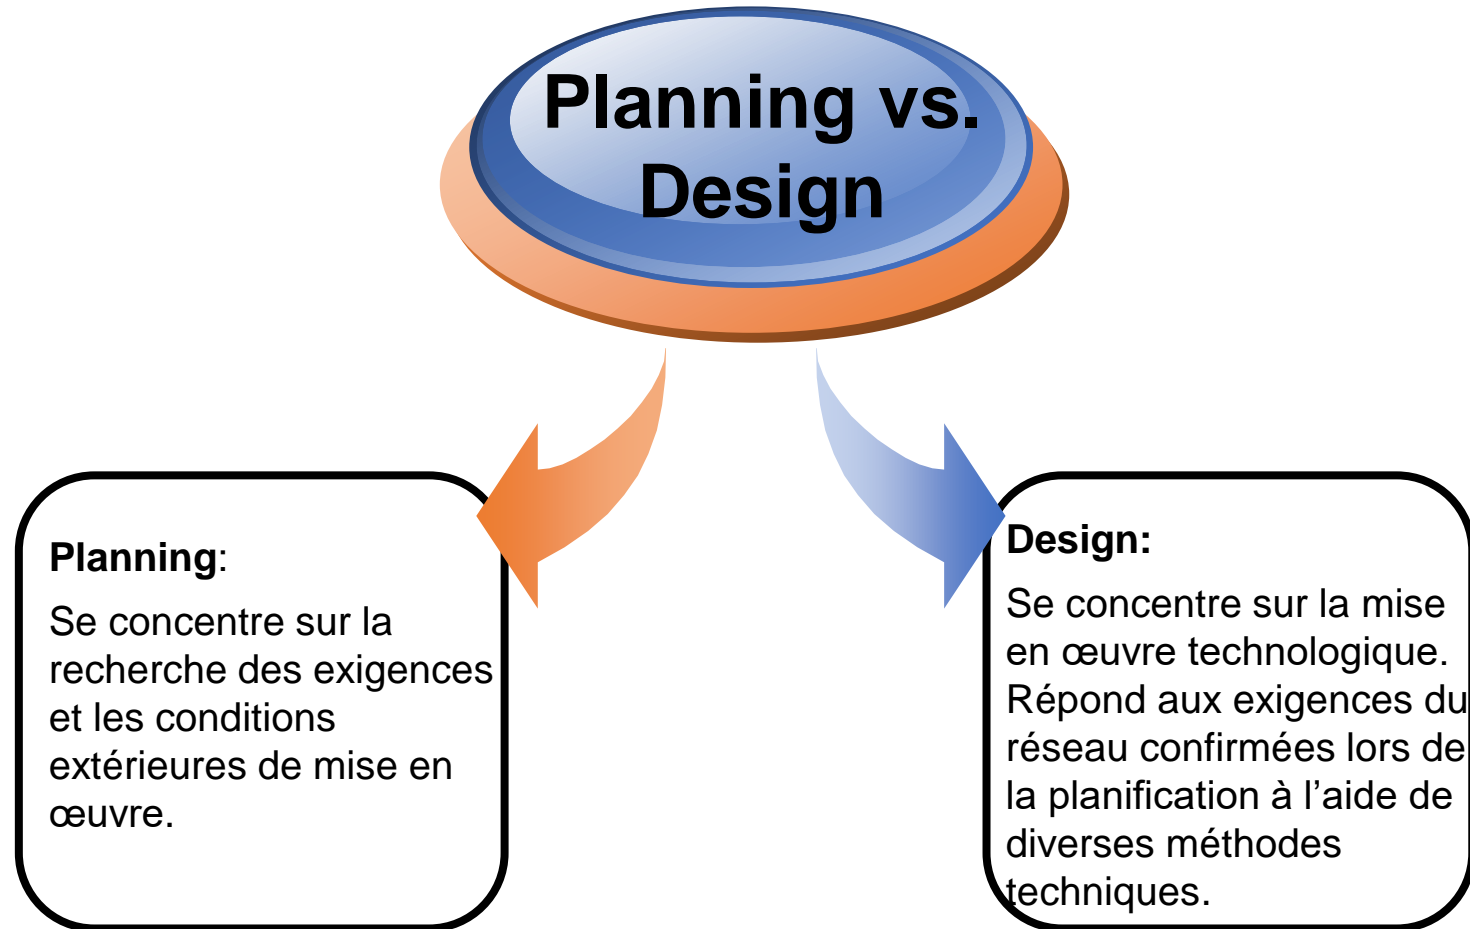 Planning vs.
Design
Planning:
Se concentre sur la
recherche des exigences
et les conditions
extérieures de mise en
œuvre.
Design:
Se concentre sur la mise
en œuvre technologique.
Répond aux exigences du
réseau confirmées lors de
la planification à l’aide de
diverses méthodes
techniques.